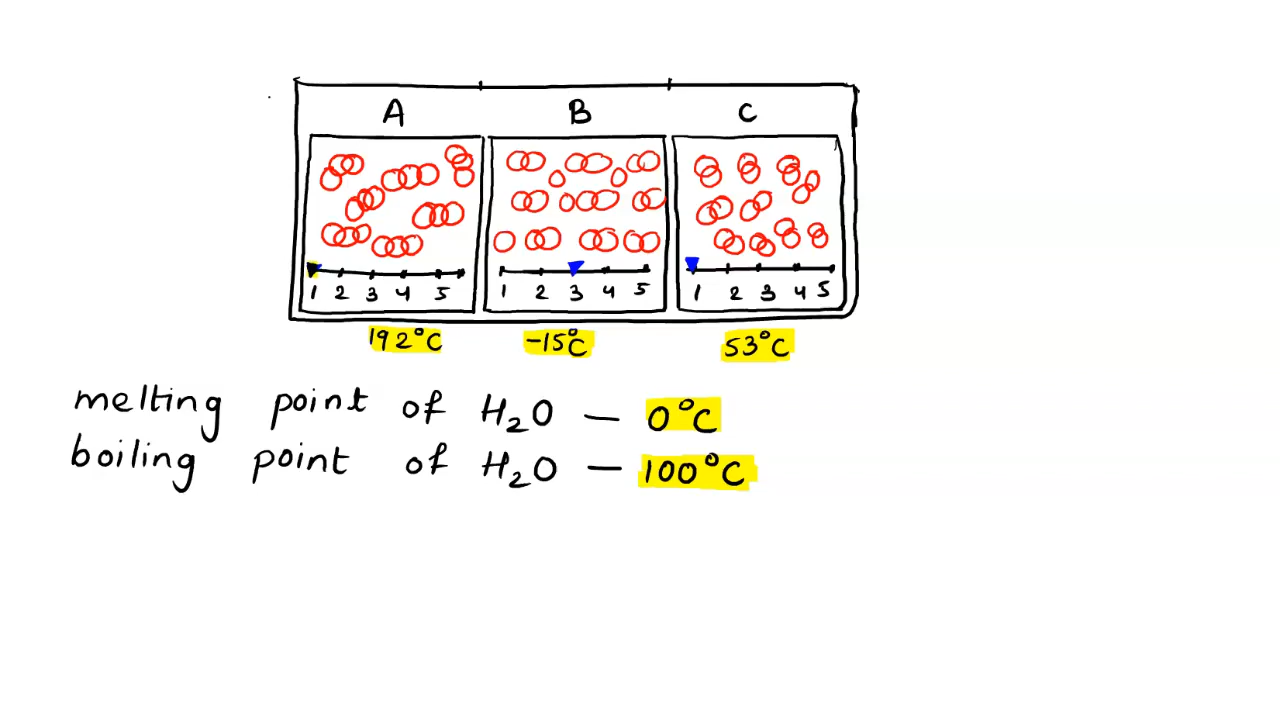 A B C
1 2 3 4 5 1 2 3 4 5 1 2 3 4 5
192°C -15°C 53°C
melting point of H₂O – 0°C
boiling point of H₂O – 100°C